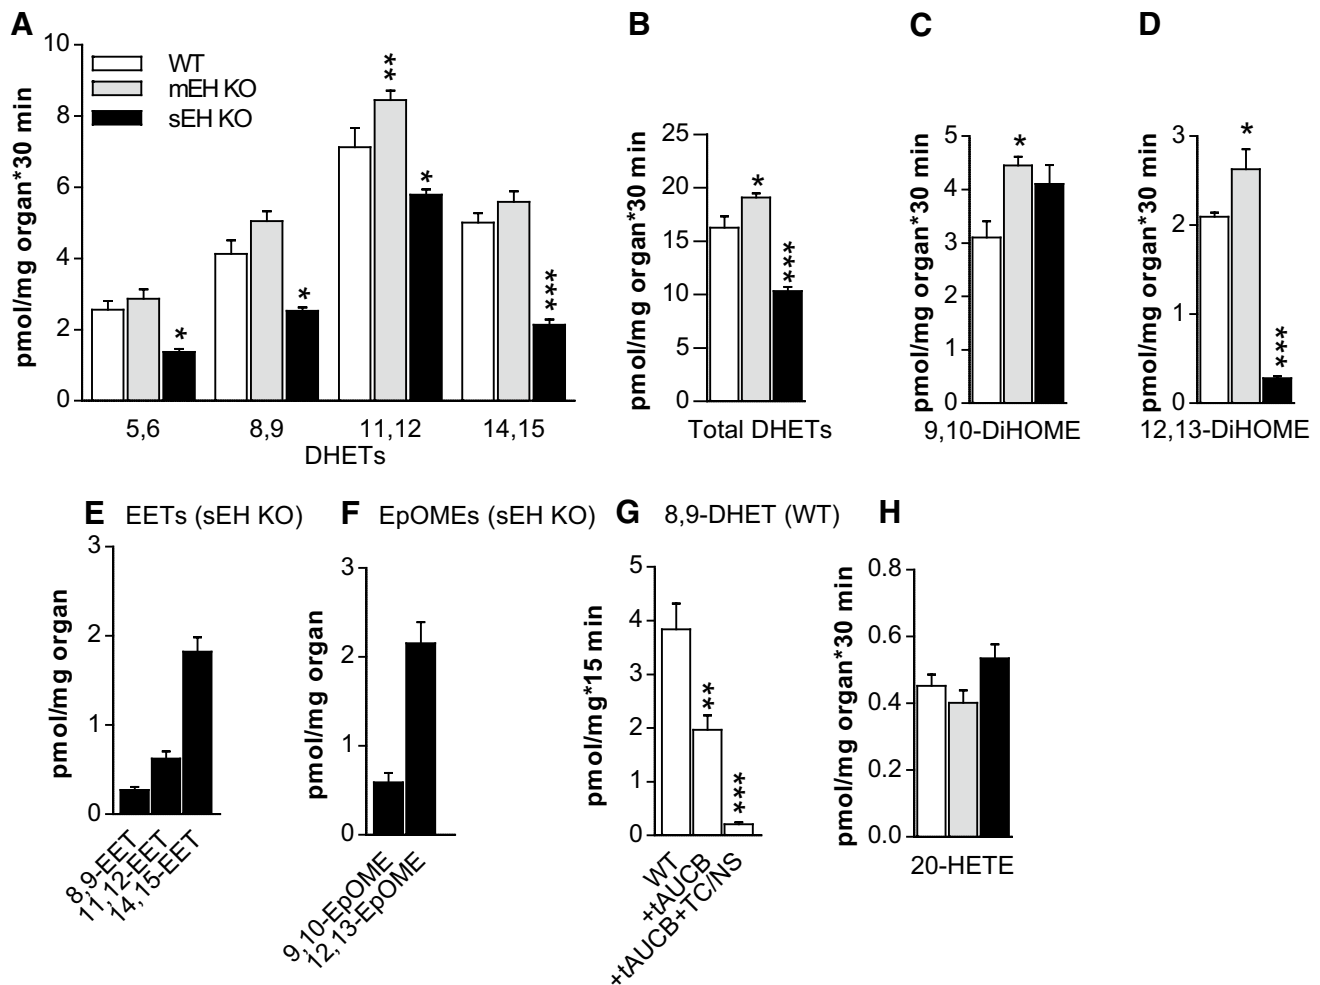 A
pmol/mg organ*30 min
10
8
6
4
2
0
WT
mEH KO
sEH KO
*
*
**
*
***
5,6
8,9
11,12
14,15
DHETs
B
pmol/mg organ*30 min
25
20
15
10
5
0
*
***
Total DHETs
C
pmol/mg organ*30 min
5
4
3
2
1
0
*
9,10-DiHOME
D
pmol/mg organ*30 min
3
2
1
0
*
***
12,13-DiHOME
E EETs (sEH KO)
pmol/mg organ
3
2
1
0
8,9-EET
11,12-EET
14,15-EET
F EpOMEs (sEH KO)
pmol/mg organ
3
2
1
0
9,10-EpOME
12,13-EpOME
G 8,9-DHET (WT)
pmol/mg*15 min
5
4
3
2
1
0
**
***
WT
+tAUCB
+tAUCB+TC/NS
H
pmol/mg organ*30 min
0.8
0.6
0.4
0.2
0.0
20-HETE